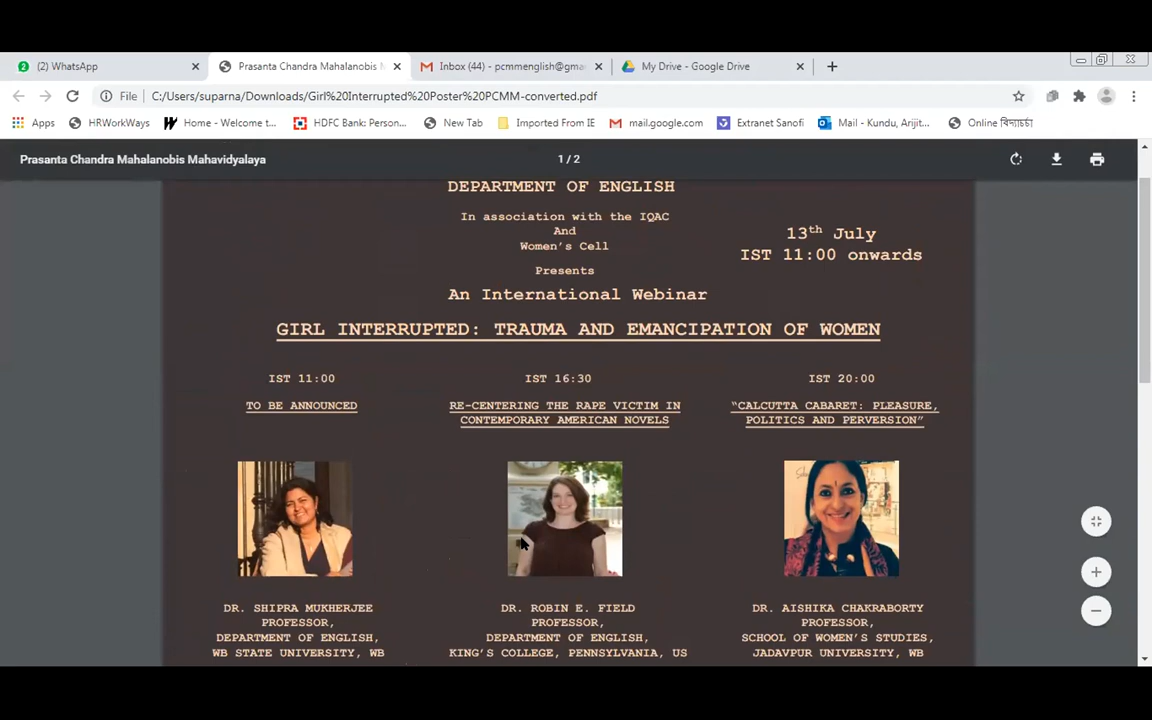 (2) WhatsApp
Prasanta Chandra Mahalanobis M
Inbox (44) - pcmmenglish@gma
My Drive - Google Drive
File
C:/Users/suparna/Downloads/Girl%20Interrupted%20Poster%20PCMM-converted.pdf
Apps
HRWorkWays
Home - Welcome t...
HDFC Bank: Person...
New Tab
Imported From IE
mail.google.com
Extranet Sanofi
Mail - Kundu, Arijit...
Online বিদ্যাচর্চা
Prasanta Chandra Mahalanobis Mahavidyalaya
1 / 2
DEPARTMENT OF ENGLISH
In association with the IQAC
And
Women's Cell
Presents
13th July
IST 11:00 onwards
An International Webinar
GIRL INTERRUPTED: TRAUMA AND EMANCIPATION OF WOMEN
IST 11:00
TO BE ANNOUNCED
DR. SHIPRA MUKHERJEE
PROFESSOR,
DEPARTMENT OF ENGLISH,
WB STATE UNIVERSITY, WB
IST 16:30
RE-CENTERING THE RAPE VICTIM IN
CONTEMPORARY AMERICAN NOVELS
DR. ROBIN E. FIELD
PROFESSOR,
DEPARTMENT OF ENGLISH,
KING'S COLLEGE, PENNSYLVANIA, US
IST 20:00
"CALCUTTA CABARET: PLEASURE,
POLITICS AND PERVERSION"
DR. AISHIKA CHAKRABORTY
PROFESSOR,
SCHOOL OF WOMEN'S STUDIES,
JADAVPUR UNIVERSITY, WB